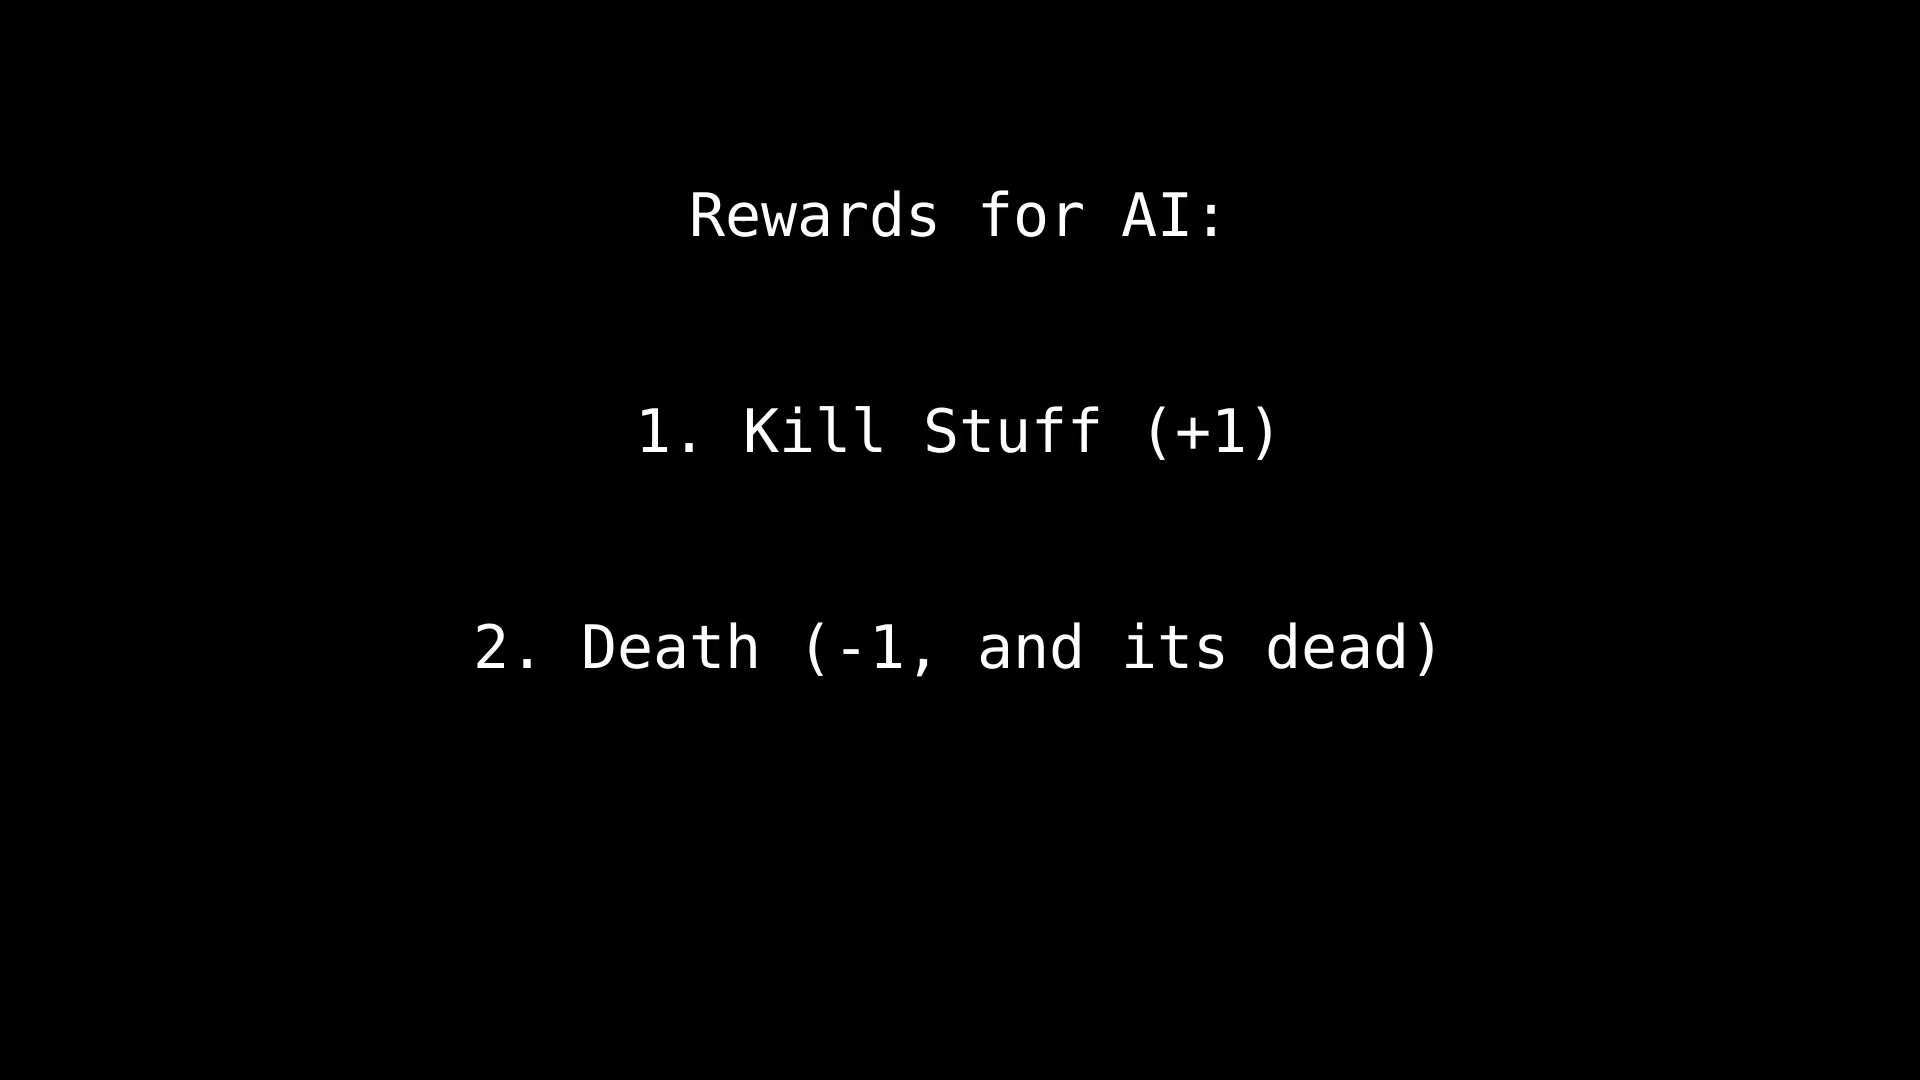 Rewards for AI:
1. Kill Stuff (+1)
2. Death (-1, and its dead)